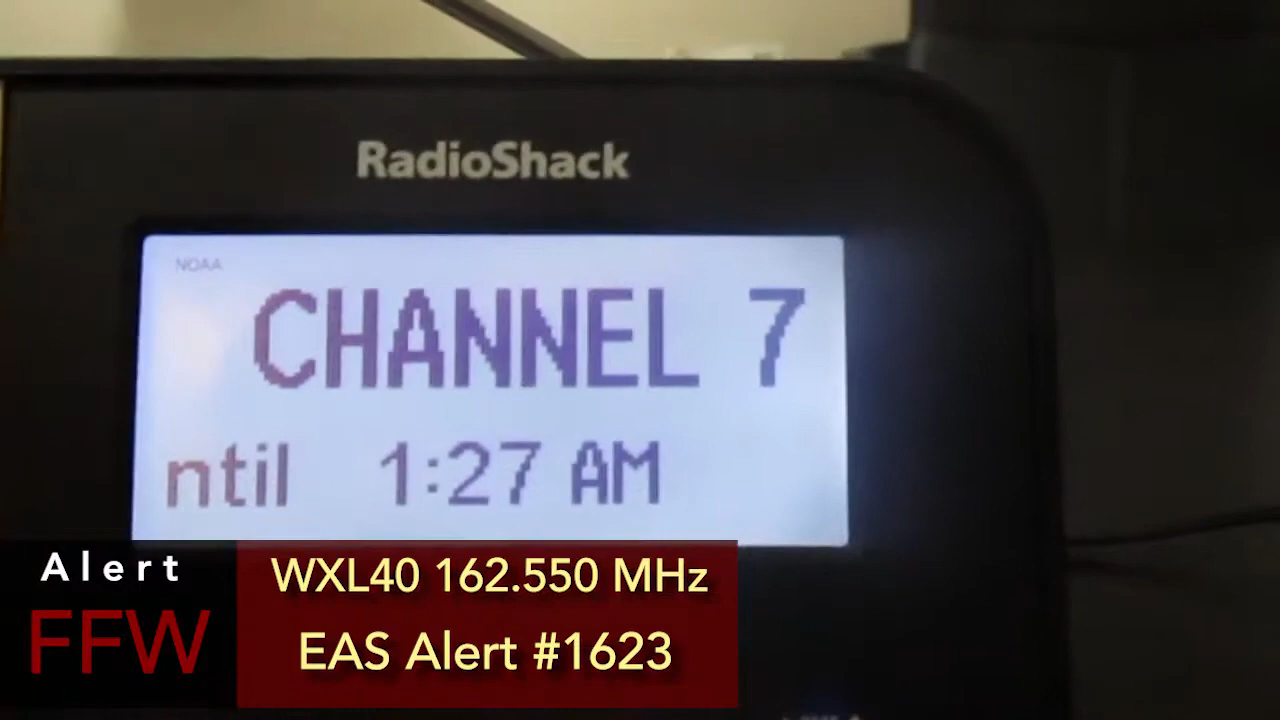 RadioShack
NOAA
CHANNEL 7
ntil 1:27 AM
Alert
FFW
WXL40 162.550 MHz
EAS Alert #1623